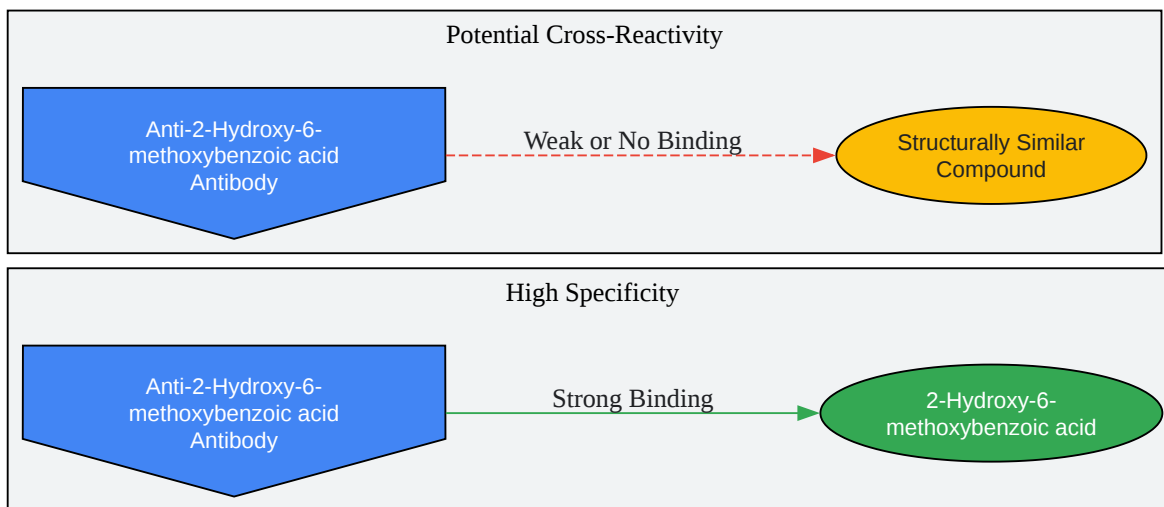 Potential Cross-Reactivity
Anti-2-Hydroxy-6-
methoxybenzoic acid
Antibody
Weak or No Binding
Structurally Similar
Compound
High Specificity
Anti-2-Hydroxy-6-
methoxybenzoic acid
Antibody
Strong Binding
2-Hydroxy-6-
methoxybenzoic acid